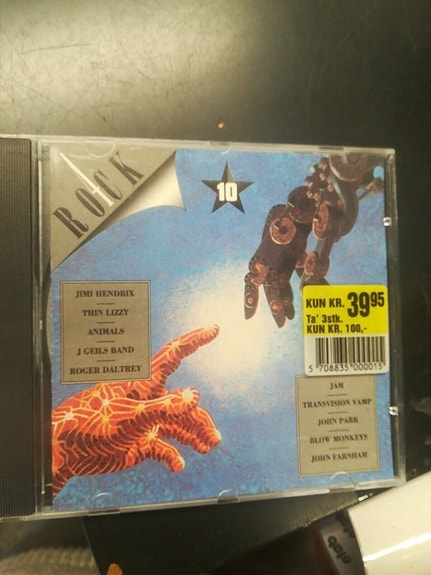 ROCK
10
JIMI HENDRIX
THIN LIZZY
ANIMALS
J GEILS BAND
ROGER DALTREY
KUN KR. 39 95
Ta' 3stk.
KUN KR. 100,-
5 708835 000015
JAM
TRANSVISION VAMP
JOHN PARR
BLOW MONKEYS
JOHN FARNHAM